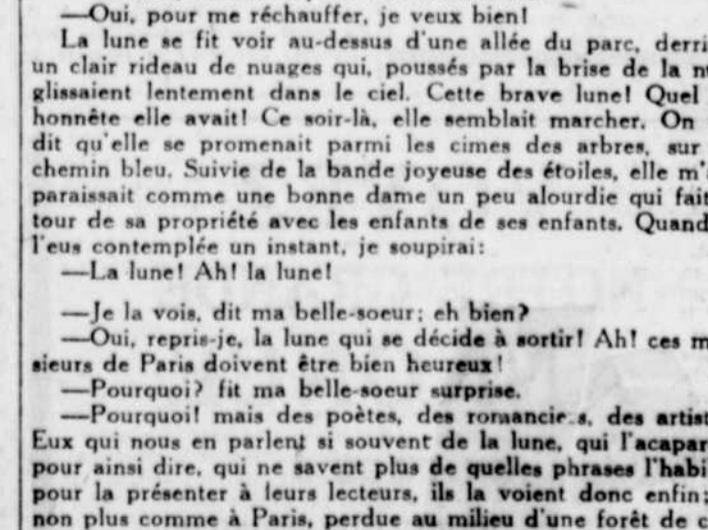 —Oui, pour me réchauffer, je veux bien!
La lune se fit voir au-dessus d'une allée du parc, derri
un clair rideau de nuages qui, poussés par la brise de la n
glissaient lentement dans le ciel. Cette brave lune! Quel
honnête elle avait! Ce soir-là, elle semblait marcher. On
dit qu'elle se promenait parmi les cimes des arbres, sur
chemin bleu. Suivie de la bande joyeuse des étoiles, elle m'
paraissait comme une bonne dame un peu alourdie qui fait
tour de sa propriété avec les enfants de ses enfants. Quand
l'eus contemplée un instant, je soupirai:
—La lune! Ah! la lune!
—Je la vois, dit ma belle-soeur; eh bien?
—Oui, repris-je, la lune qui se décide à sortir! Ah! ces m
sieurs de Paris doivent être bien heureux!
—Pourquoi? fit ma belle-soeur surprise.
—Pourquoi! mais des poètes, des romanciers, des artist
Eux qui nous en parlent si souvent de la lune, qui l'acapar
pour ainsi dire, qui ne savent plus de quelles phrases l'habi
pour la présenter à leurs lecteurs, ils la voient donc enfin;
non plus comme à Paris, perdue au milieu d'une forêt de c